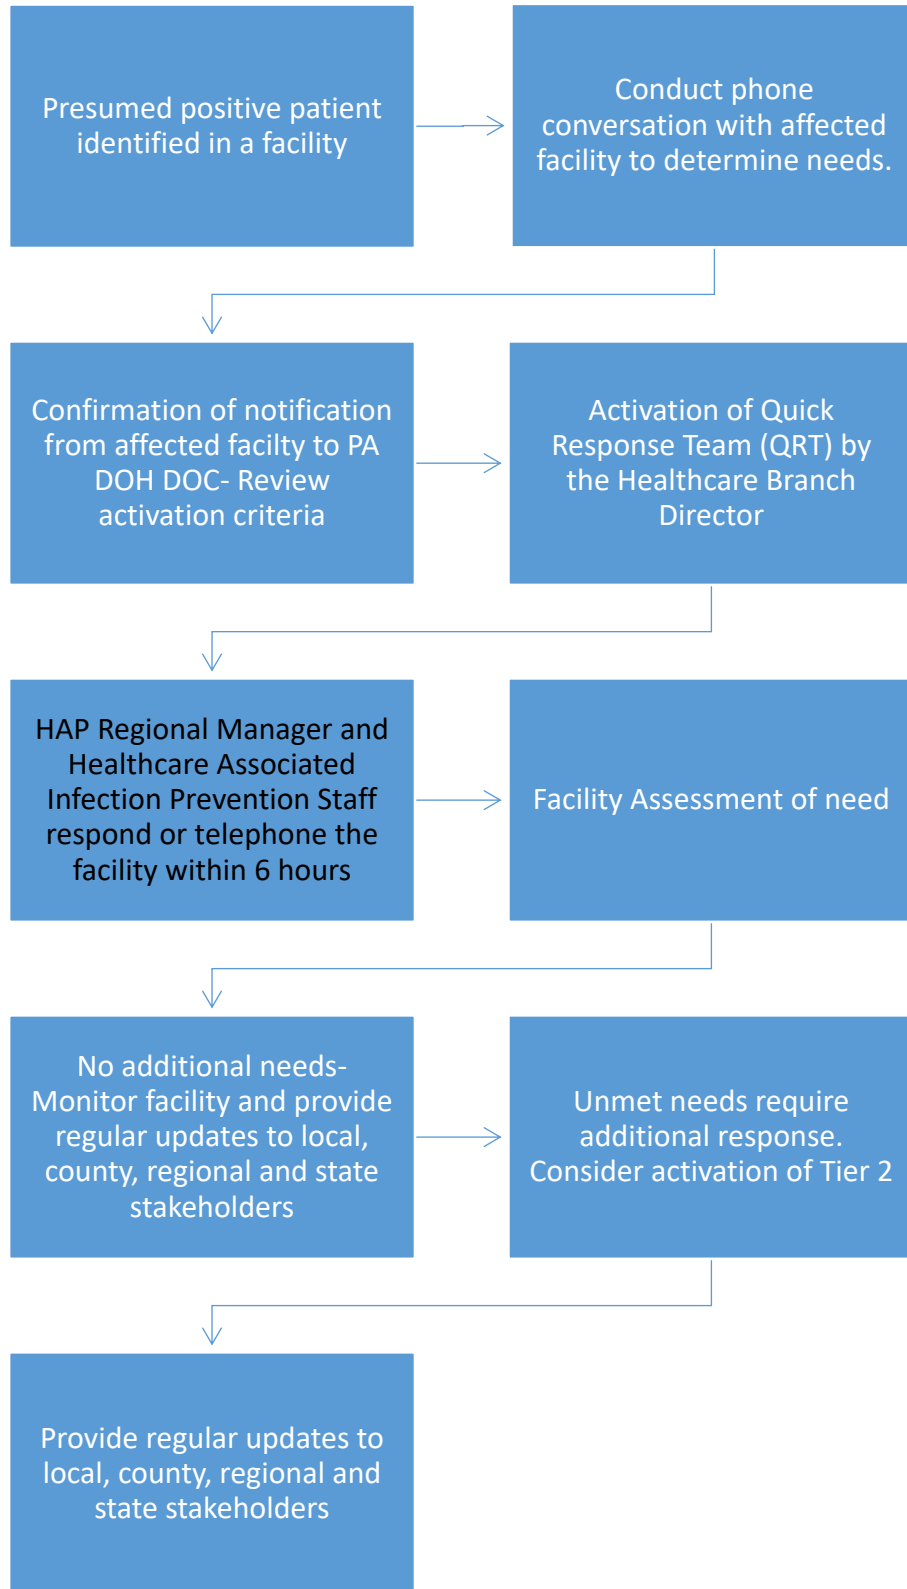 Presumed positive patient
identified in a facility
Conduct phone
conversation with affected
facility to determine needs.
Confirmation of notification
from affected facilty to PA
DOH DOC- Review
activation criteria
Activation of Quick
Response Team (QRT) by
the Healthcare Branch
Director
HAP Regional Manager and
Healthcare Associated
Infection Prevention Staff
respond or telephone the
facility within 6 hours
Facility Assessment of need
No additional needs-
Monitor facility and provide
regular updates to local,
county, regional and state
stakeholders
Unmet needs require
additional response.
Consider activation of Tier 2
Provide regular updates to
local, county, regional and
state stakeholders